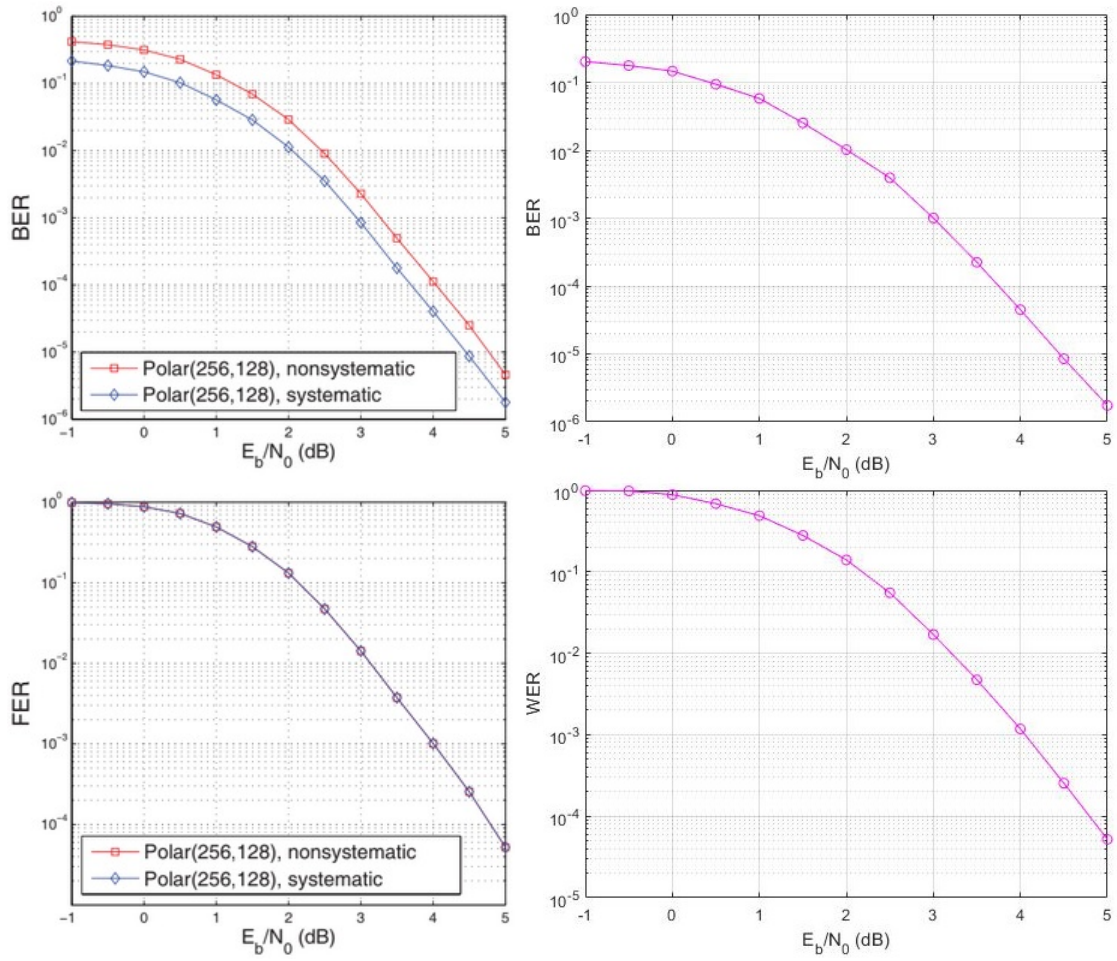 10^0
10^-1
10^-2
10^-3
10^-4
10^-5
10^-6
BER
Polar(256,128), nonsystematic
Polar(256,128), systematic
-1 0 1 2 3 4 5
E_b/N_0 (dB)
10^0
10^-1
10^-2
10^-3
10^-4
10^-5
10^-6
BER
-1 0 1 2 3 4 5
E_b/N_0 (dB)
10^0
10^-1
10^-2
10^-3
10^-4
FER
Polar(256,128), nonsystematic
Polar(256,128), systematic
-1 0 1 2 3 4 5
E_b/N_0 (dB)
10^0
10^-1
10^-2
10^-3
10^-4
10^-5
WER
-1 0 1 2 3 4 5
E_b/N_0 (dB)